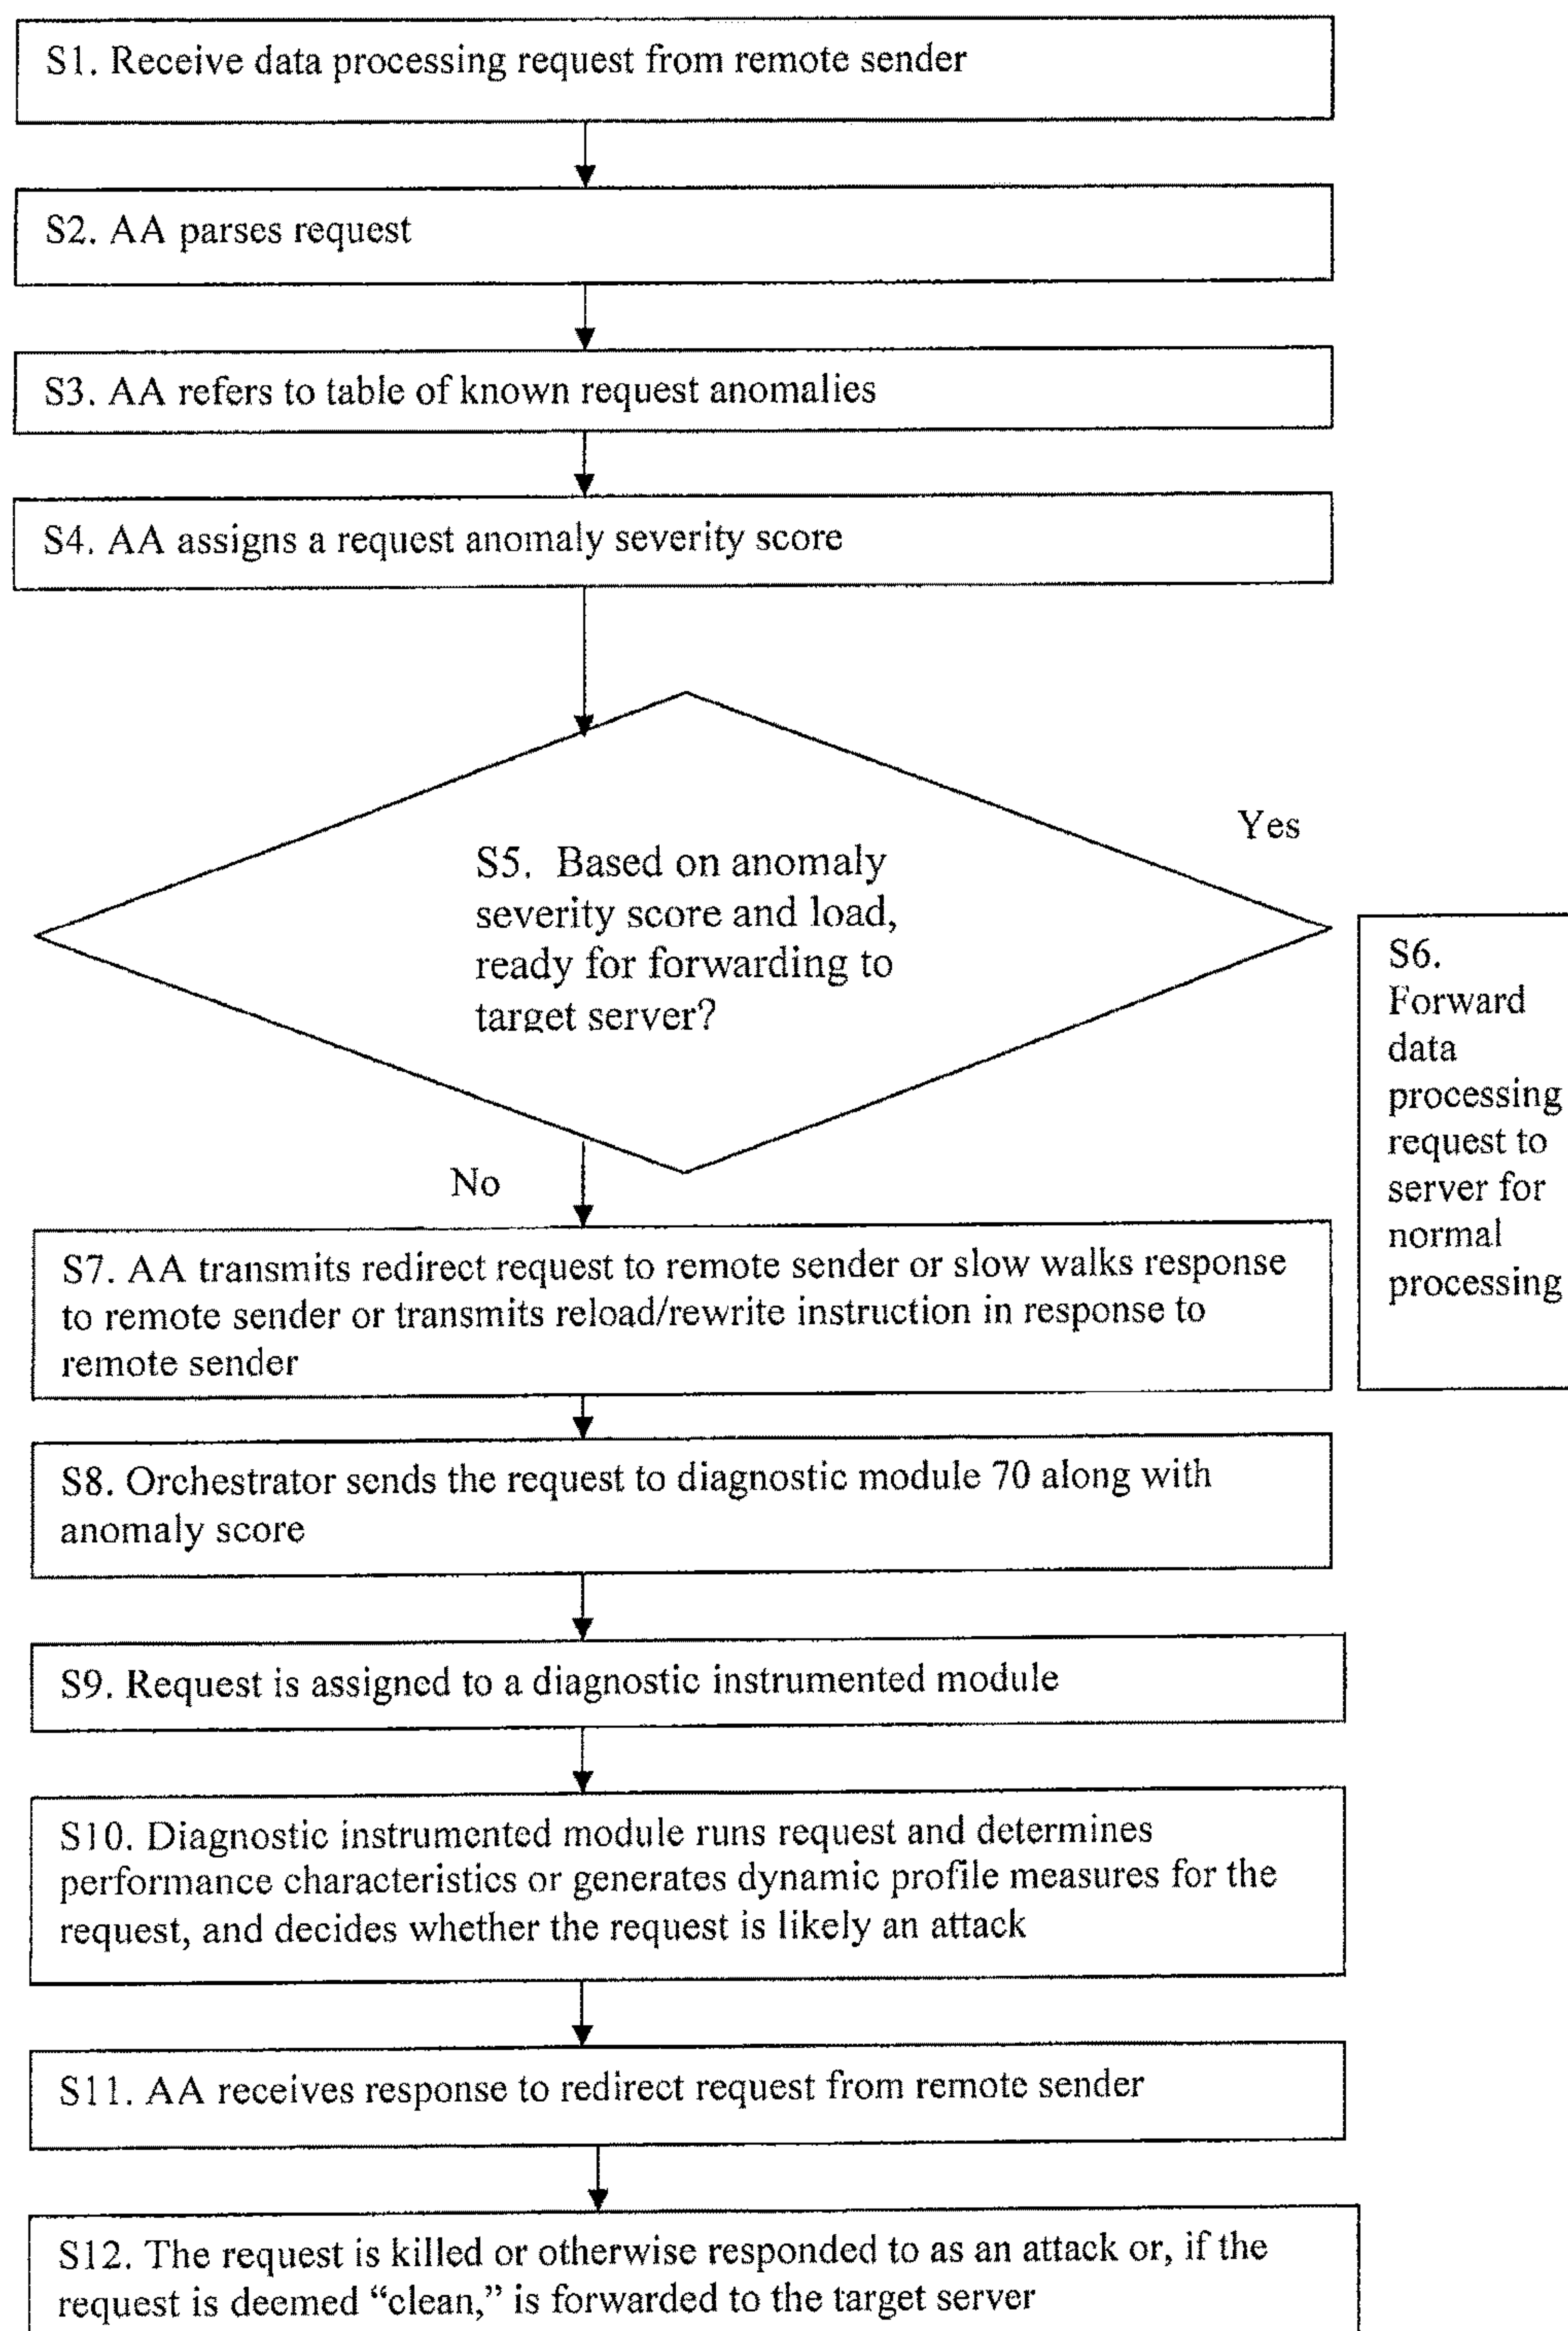 S1. Receive data processing request from remote sender
S2. AA parses request
S3. AA refers to table of known request anomalies
S4. AA assigns a request anomaly severity score
S5. Based on anomaly
severity score and load,
ready for forwarding to
target server?
Yes
S6.
Forward
data
processing
request to
server for
normal
processing
No
S7. AA transmits redirect request to remote sender or slow walks response
to remote sender or transmits reload/rewrite instruction in response to
remote sender
S8. Orchestrator sends the request to diagnostic module 70 along with
anomaly score
S9. Request is assigned to a diagnostic instrumented module
S10. Diagnostic instrumented module runs request and determines
performance characteristics or generates dynamic profile measures for the
request, and decides whether the request is likely an attack
S11. AA receives response to redirect request from remote sender
S12. The request is killed or otherwise responded to as an attack or, if the
request is deemed “clean,” is forwarded to the target server